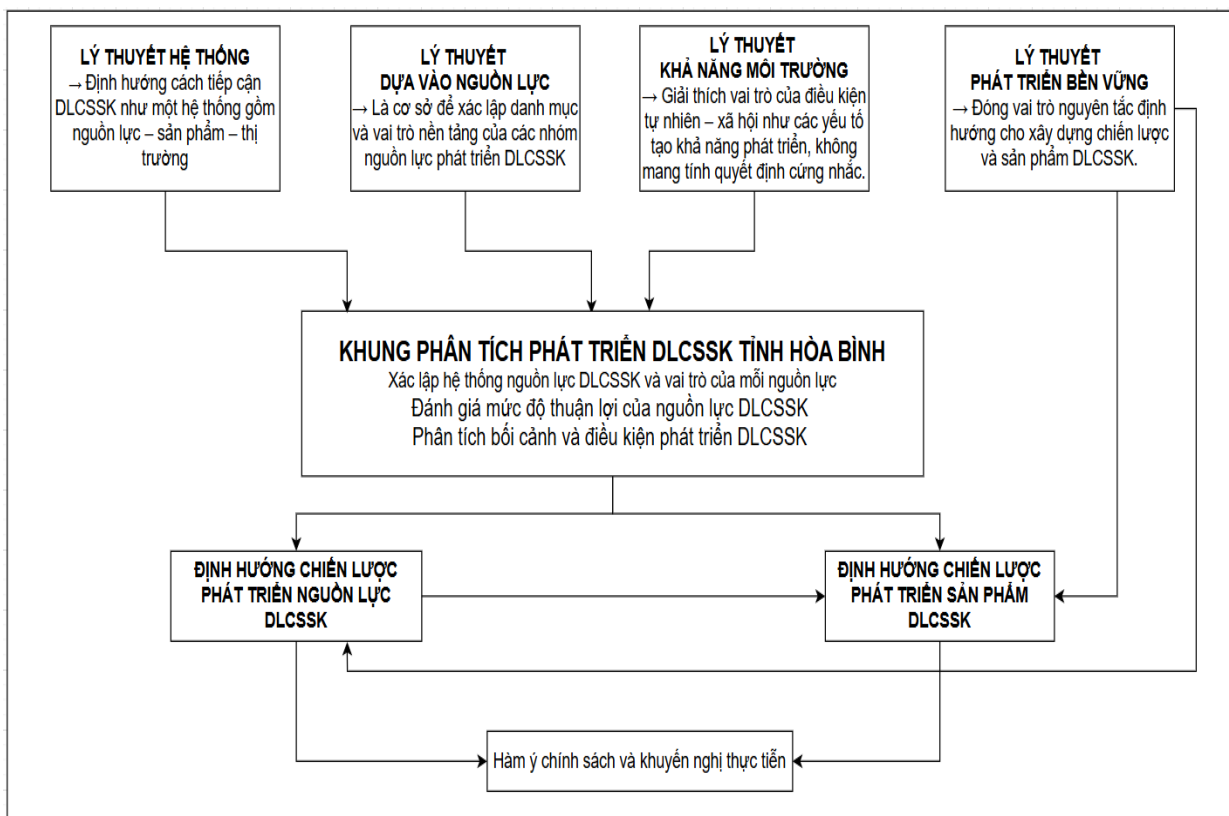 LÝ THUYẾT HỆ THỐNG
→ Định hướng cách tiếp cận
DLCSSK như một hệ thống gồm
nguồn lực – sản phẩm – thị
trường
LÝ THUYẾT
DỰA VÀO NGUỒN LỰC
→ Là cơ sở để xác lập danh mục
và vai trò nền tảng của các nhóm
nguồn lực phát triển DLCSSK
LÝ THUYẾT
KHẢ NĂNG MÔI TRƯỜNG
→ Giải thích vai trò của điều kiện
tự nhiên – xã hội như các yếu tố
tạo khả năng phát triển, không
mang tính quyết định cứng nhắc.
LÝ THUYẾT
PHÁT TRIỂN BỀN VỮNG
→ Đóng vai trò nguyên tắc định
hướng cho xây dựng chiến lược
và sản phẩm DLCSSK.
KHUNG PHÂN TÍCH PHÁT TRIỂN DLCSSK TỈNH HÒA BÌNH
Xác lập hệ thống nguồn lực DLCSSK và vai trò của mỗi nguồn lực
Đánh giá mức độ thuận lợi của nguồn lực DLCSSK
Phân tích bối cảnh và điều kiện phát triển DLCSSK
ĐỊNH HƯỚNG CHIẾN LƯỢC
PHÁT TRIỂN NGUỒN LỰC
DLCSSK
ĐỊNH HƯỚNG CHIẾN LƯỢC
PHÁT TRIỂN SẢN PHẨM
DLCSSK
Hàm ý chính sách và khuyến nghị thực tiễn